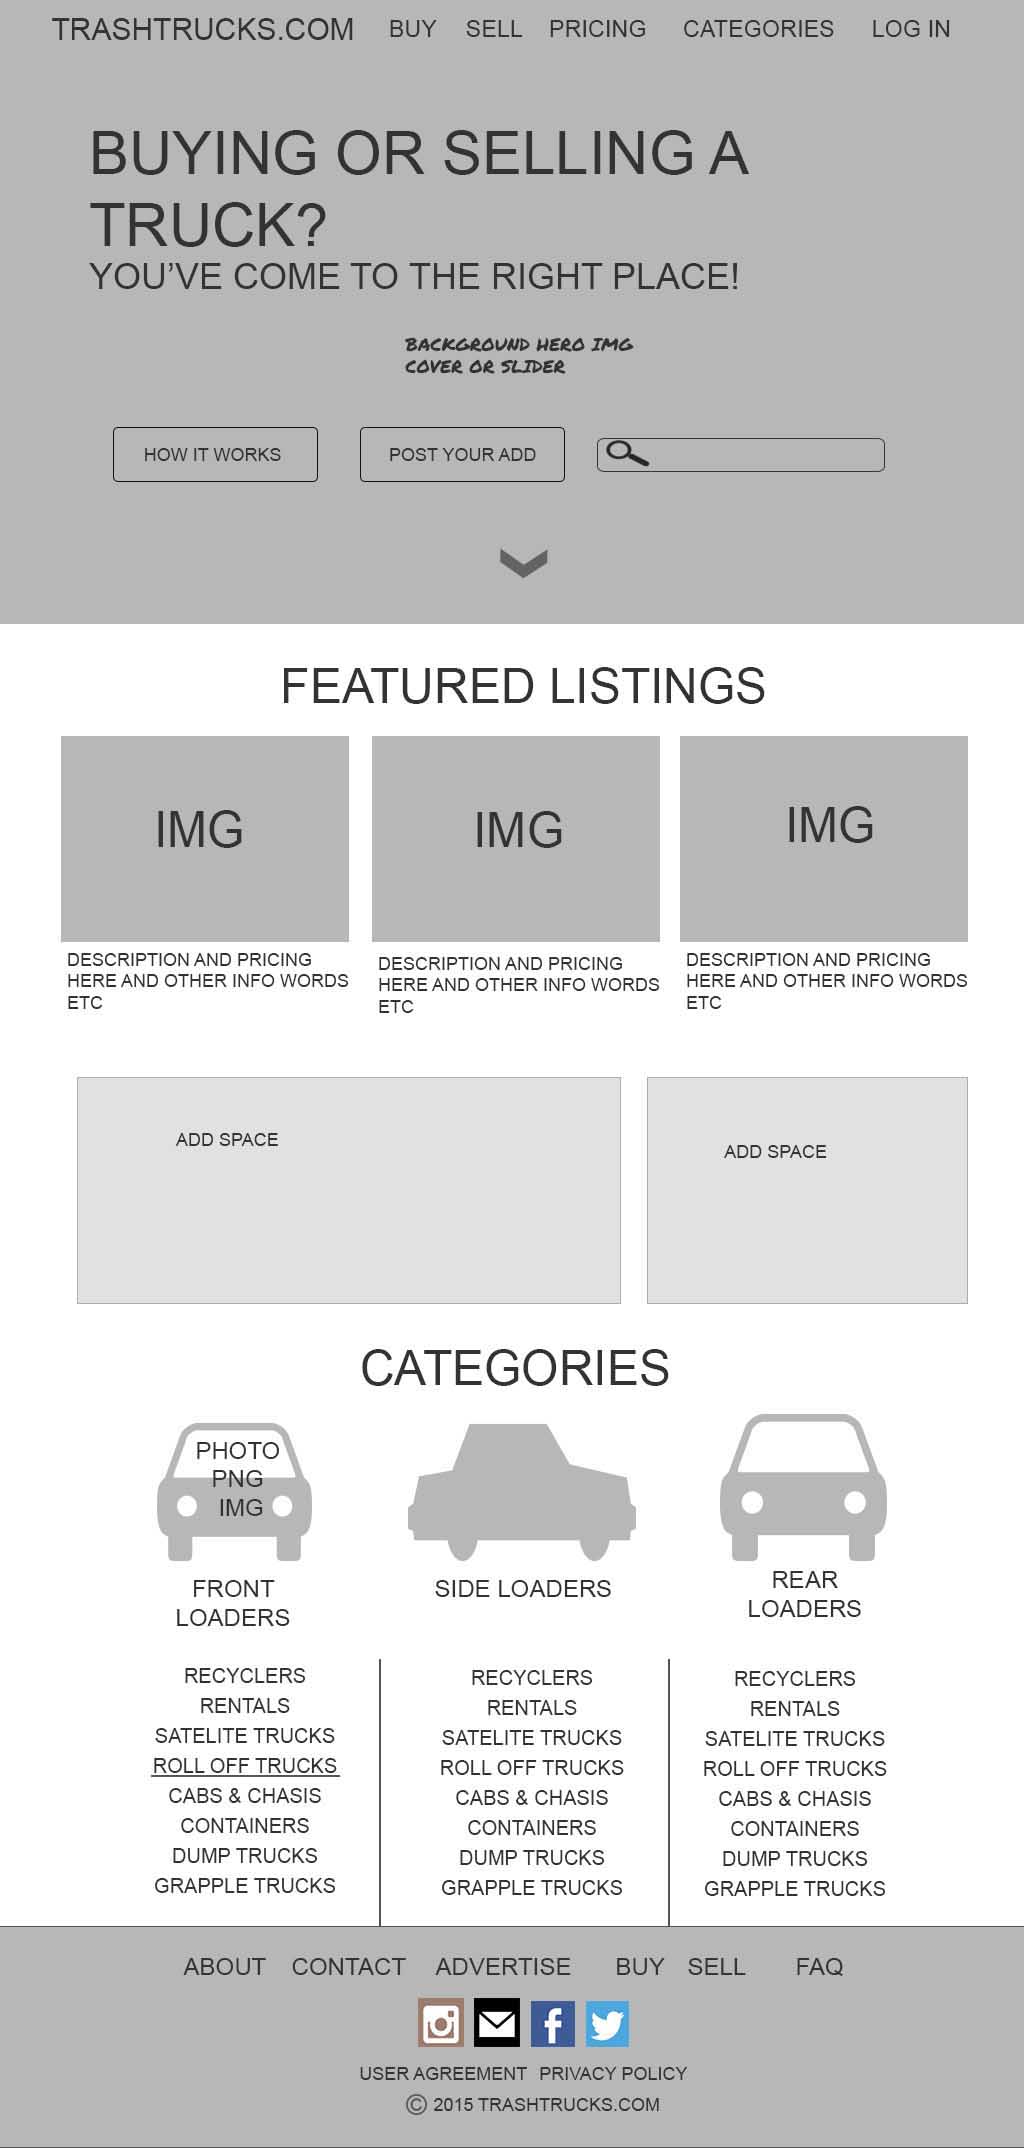 TRASHTRUCKS.COM BUY SELL PRICING CATEGORIES LOG IN
BUYING OR SELLING A
TRUCK?
YOU’VE COME TO THE RIGHT PLACE!
BACKGROUND HERO IMG
COVER OR SLIDER
HOW IT WORKS
POST YOUR ADD
FEATURED LISTINGS
IMG
DESCRIPTION AND PRICING
HERE AND OTHER INFO WORDS
ETC
IMG
DESCRIPTION AND PRICING
HERE AND OTHER INFO WORDS
ETC
IMG
DESCRIPTION AND PRICING
HERE AND OTHER INFO WORDS
ETC
ADD SPACE
ADD SPACE
CATEGORIES
PHOTO
PNG
IMG
FRONT
LOADERS
SIDE LOADERS
REAR
LOADERS
RECYCLERS
RENTALS
SATELITE TRUCKS
ROLL OFF TRUCKS
CABS & CHASIS
CONTAINERS
DUMP TRUCKS
GRAPPLE TRUCKS
RECYCLERS
RENTALS
SATELITE TRUCKS
ROLL OFF TRUCKS
CABS & CHASIS
CONTAINERS
DUMP TRUCKS
GRAPPLE TRUCKS
RECYCLERS
RENTALS
SATELITE TRUCKS
ROLL OFF TRUCKS
CABS & CHASIS
CONTAINERS
DUMP TRUCKS
GRAPPLE TRUCKS
ABOUT CONTACT ADVERTISE BUY SELL FAQ
USER AGREEMENT PRIVACY POLICY
© 2015 TRASHTRUCKS.COM